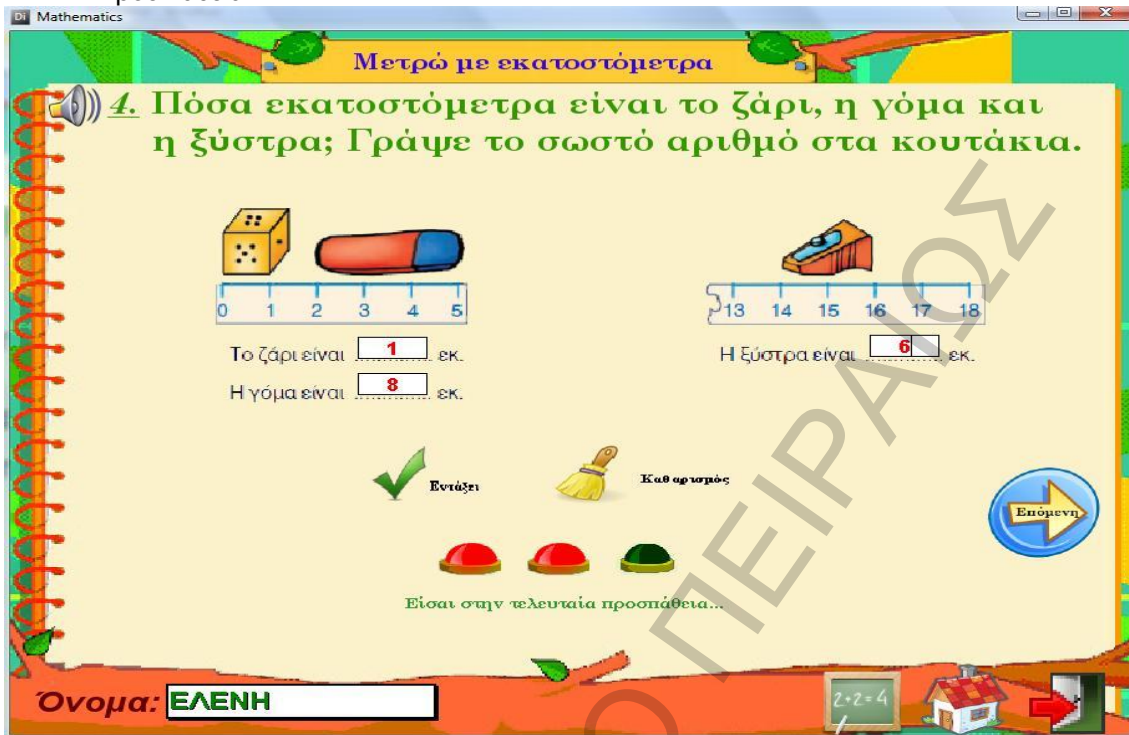 Mathematics
Μετρώ με εκατοστόμετρα
4. Πόσα εκατοστόμετρα είναι το ζάρι, η γόμα και
η ξύστρα; Γράψε το σωστό αριθμό στα κουτάκια.
0 1 2 3 4 5
13 14 15 16 17 18
Το ζάρι είναι 1 εκ.
Η ξύστρα είναι 6 εκ.
Η γόμα είναι 8 εκ.
Εντάξει
Καθαρισμός
Επόμενη
Είσαι στην τελευταία προσπάθεια...
Όνομα: ΕΛΕΝΗ
2+2=4
Ο ΠΕΙΡΑΙΩΣ